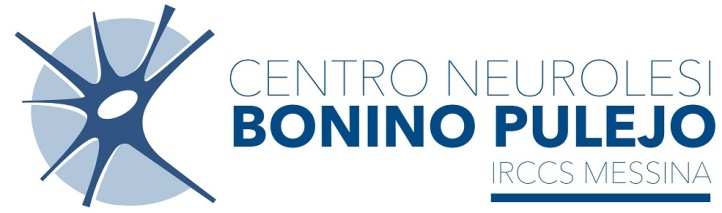 CENTRO NEUROLESI
BONINO PULEJO
IRCCS MESSINA